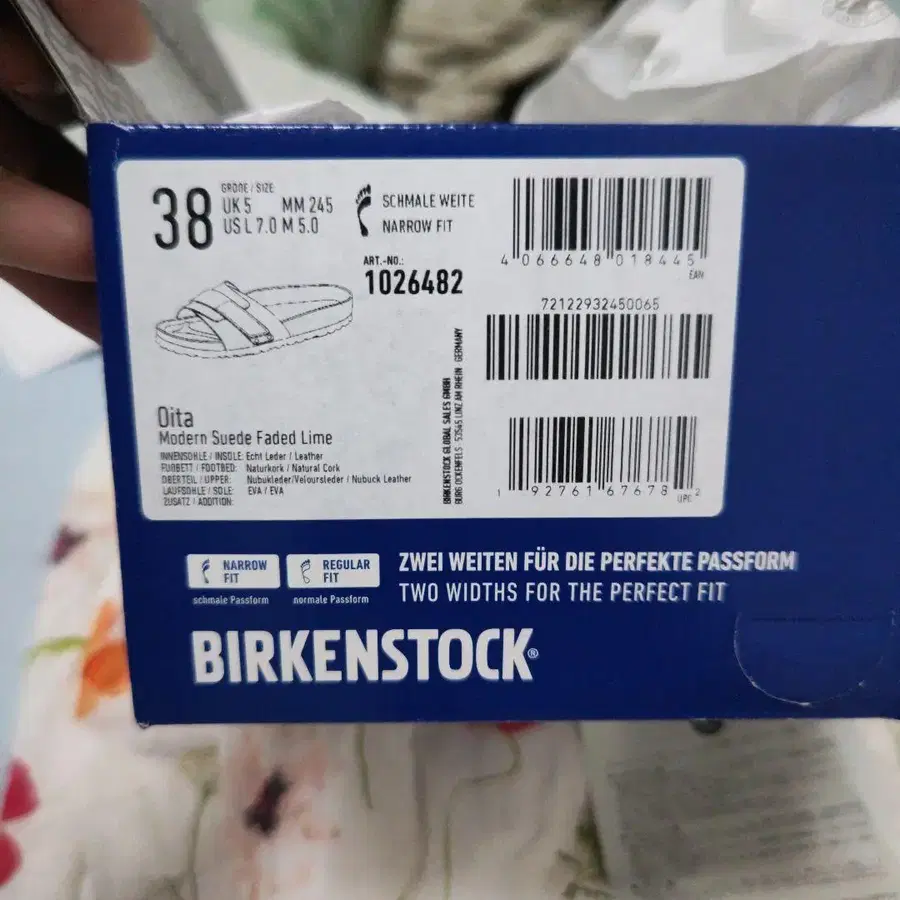 38
GRÖßE / SIZE
UK 5 MM 245
US L 7.0 M 5.0
SCHMALE WEITE
NARROW FIT
ART.-NO.:
1026482
4 066648 018445
EAN
72122932450065
1 92761 67678 2
UPC
BIRKENSTOCK GLOBAL SALES GMBH
BURG OCKENFELS 53545 LINZ AM RHEIN GERMANY
Oita
Modern Suede Faded Lime
INNENSOHLE / INSOLE: Echt Leder / Leather
FUßBETT / FOOTBED: Naturkork / Natural Cork
OBERTEIL / UPPER: Nubukleder/Veloursleder / Nubuck Leather
LAUFSOHLE / SOLE: EVA / EVA
ZUSATZ / ADDITION:
NARROW FIT
schmale Passform
REGULAR FIT
normale Passform
ZWEI WEITEN FÜR DIE PERFEKTE PASSFORM
TWO WIDTHS FOR THE PERFECT FIT
BIRKENSTOCK®